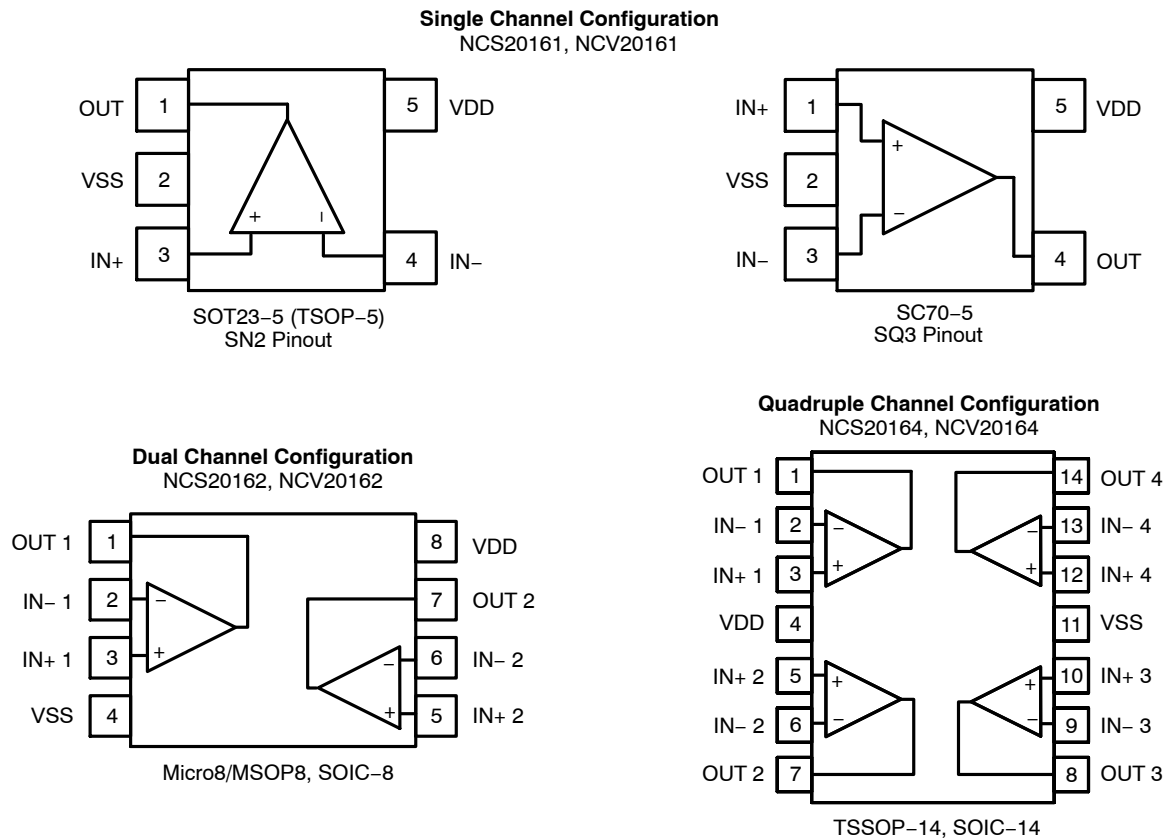 Single Channel Configuration
NCS20161, NCV20161
OUT 1 5 VDD
VSS 2
+ −
IN+ 3 4 IN−
SOT23−5 (TSOP−5)
SN2 Pinout
IN+ 1 5 VDD
+
VSS 2
−
IN− 3 4 OUT
SC70−5
SQ3 Pinout
Dual Channel Configuration
NCS20162, NCV20162
OUT 1 1 8 VDD
IN− 1 2 − 7 OUT 2
IN+ 1 3 + − 6 IN− 2
VSS 4 + 5 IN+ 2
Micro8/MSOP8, SOIC−8
Quadruple Channel Configuration
NCS20164, NCV20164
OUT 1 1 14 OUT 4
IN− 1 2 − − 13 IN− 4
IN+ 1 3 + + 12 IN+ 4
VDD 4 11 VSS
IN+ 2 5 + + 10 IN+ 3
IN− 2 6 − − 9 IN− 3
OUT 2 7 8 OUT 3
TSSOP−14, SOIC−14